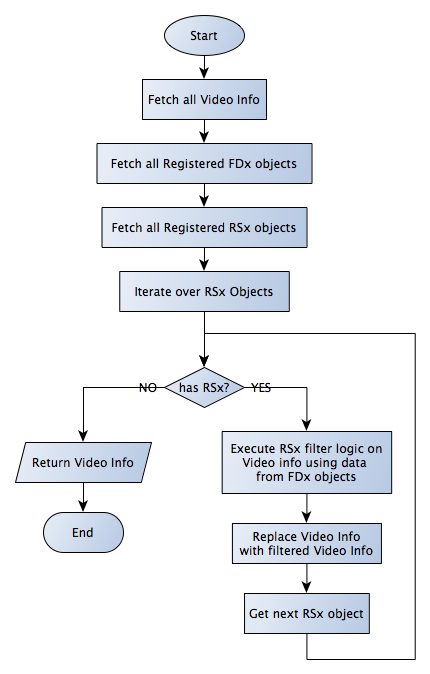 Start
Fetch all Video Info
Fetch all Registered FDx objects
Fetch all Registered RSx objects
Iterate over RSx Objects
has RSx?
NO
YES
Return Video Info
End
Execute RSx filter logic on
Video info using data
from FDx objects
Replace Video Info
with filtered Video Info
Get next RSx object